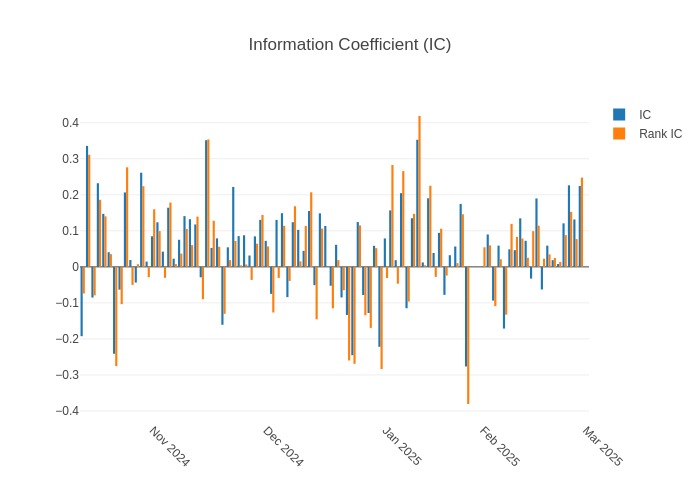 Information Coefficient (IC)
IC
Rank IC
0.4
0.3
0.2
0.1
0
−0.1
−0.2
−0.3
−0.4
Nov 2024
Dec 2024
Jan 2025
Feb 2025
Mar 2025